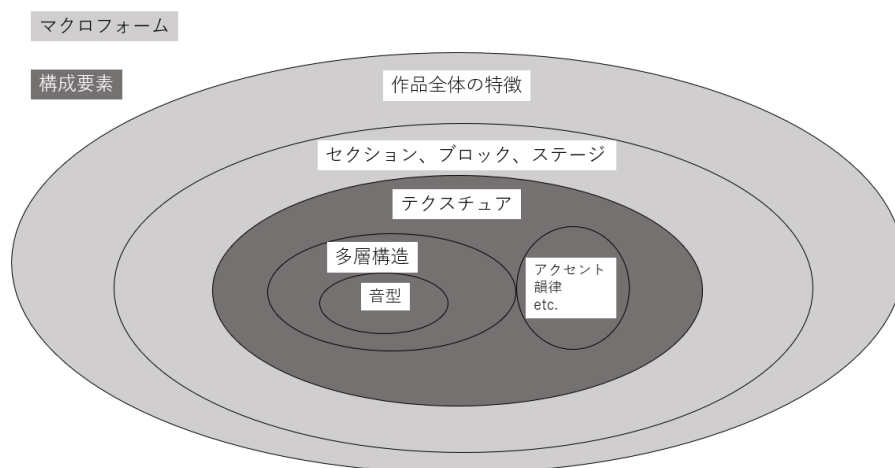 マクロフォーム
構成要素
作品全体の特徴
セクション、ブロック、ステージ
テクスチュア
多層構造
音型
アクセント
韻律
etc.